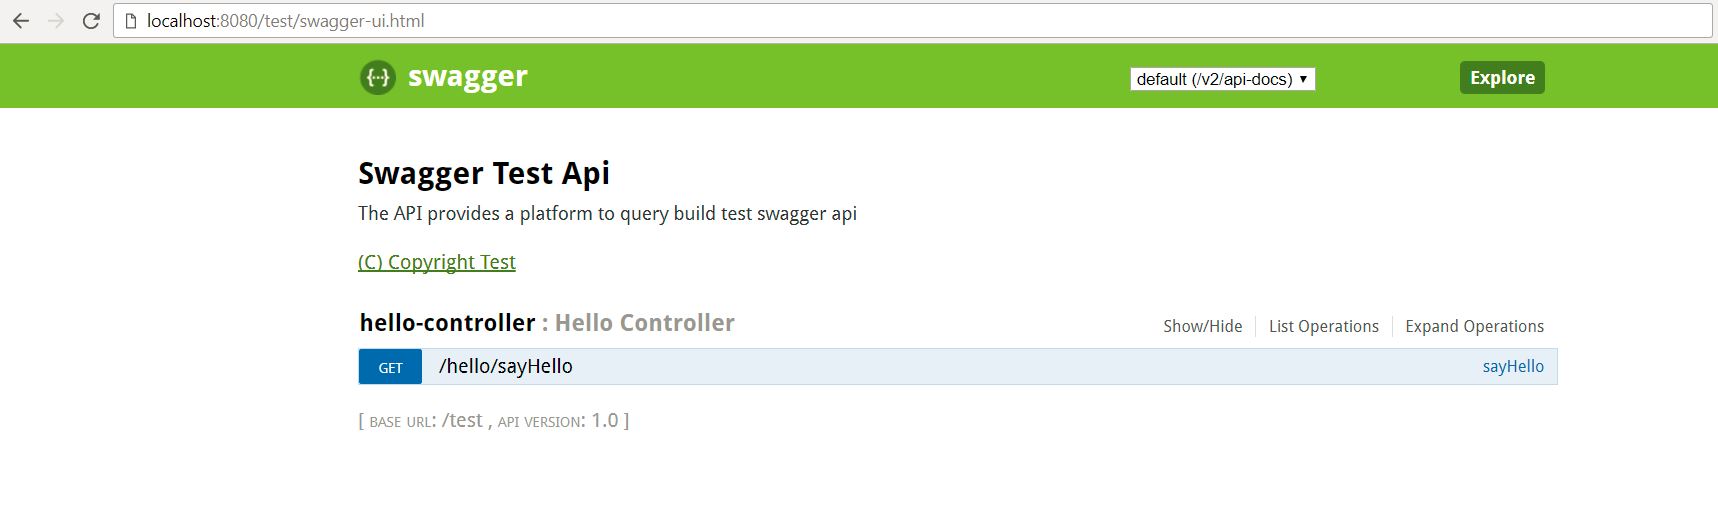 localhost:8080/test/swagger-ui.html
{···} swagger default (/v2/api-docs) Explore
Swagger Test Api
The API provides a platform to query build test swagger api
(C) Copyright Test
hello-controller : Hello Controller Show/Hide List Operations Expand Operations
GET /hello/sayHello sayHello
[ BASE URL: /test , API VERSION: 1.0 ]